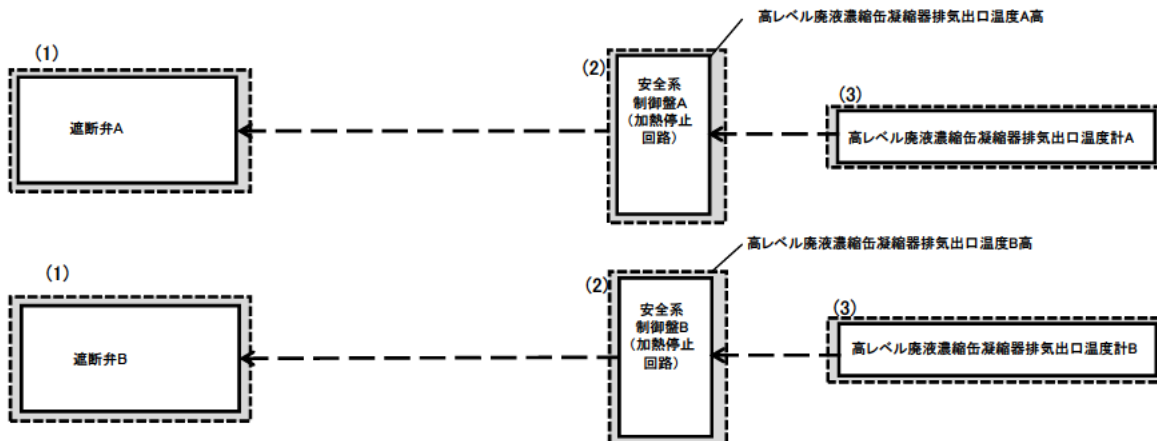 高レベル廃液濃縮缶凝縮器排気出口温度A高
(1)
(2)
安全系
制御盤A
(加熱停止
回路)
(3)
遮断弁A
高レベル廃液濃縮缶凝縮器排気出口温度計A
高レベル廃液濃縮缶凝縮器排気出口温度B高
(1)
(2)
安全系
制御盤B
(加熱停止
回路)
(3)
遮断弁B
高レベル廃液濃縮缶凝縮器排気出口温度計B